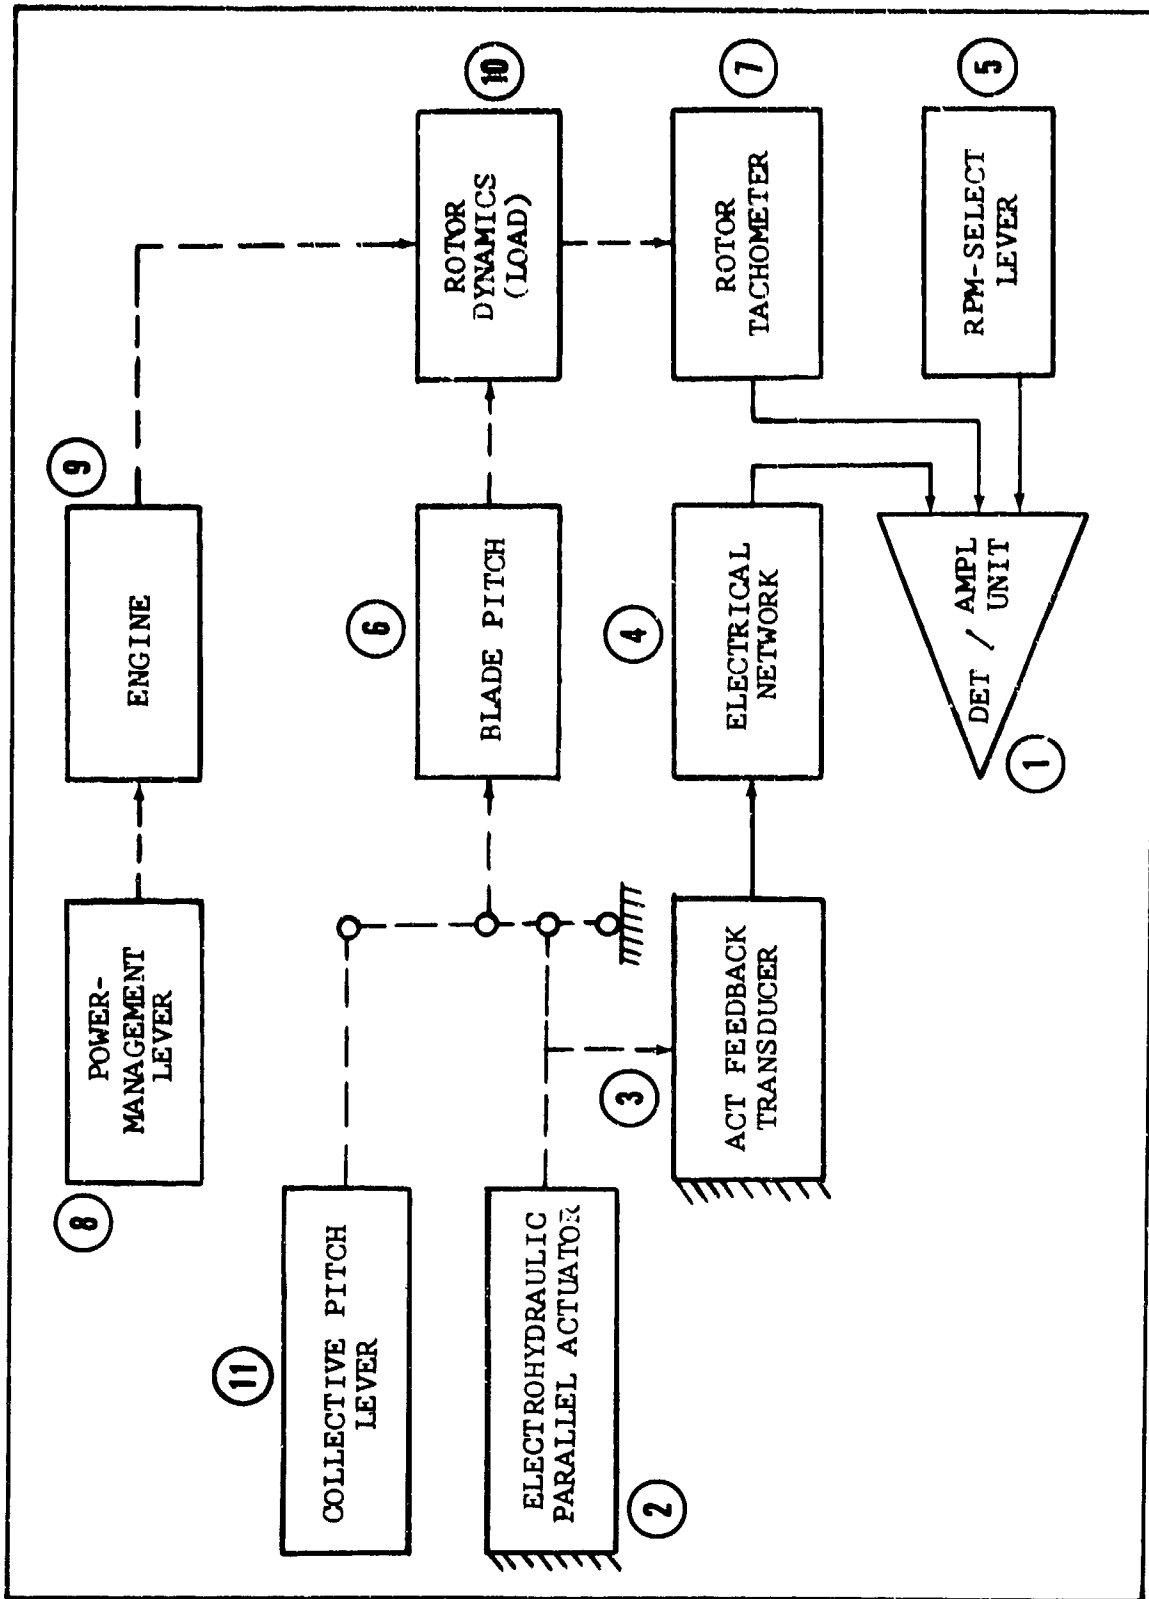 8
POWER-
MANAGEMENT
LEVER
9
ENGINE
11
COLLECTIVE PITCH
LEVER
6
BLADE PITCH
10
ROTOR
DYNAMICS
(LOAD)
2
ELECTROHYDRAULIC
PARALLEL ACTUATOR
3
ACT FEEDBACK
TRANSDUCER
4
ELECTRICAL
NETWORK
7
ROTOR
TACHOMETER
1
DET / AMPL
UNIT
5
RPM-SELECT
LEVER